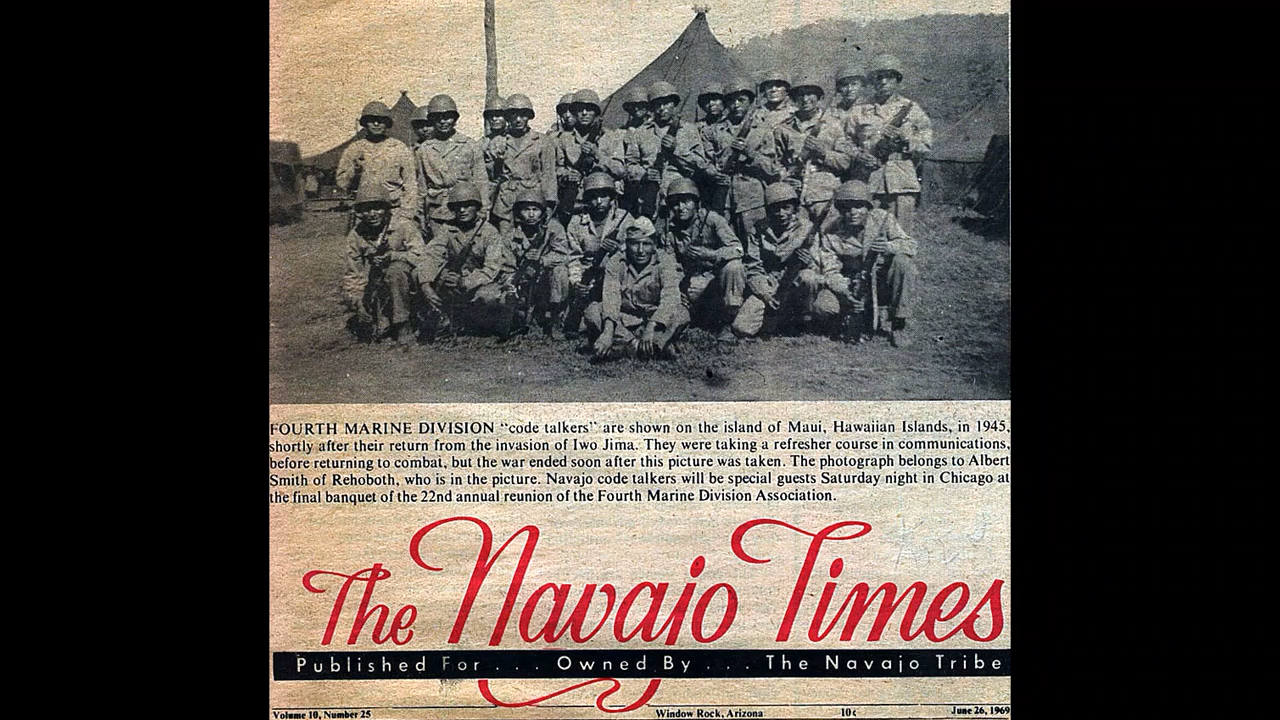 FOURTH MARINE DIVISION “code talkers” are shown on the island of Maui, Hawaiian Islands, in 1945,
shortly after their return from the invasion of Iwo Jima. They were taking a refresher course in communications,
before returning to combat, but the war ended soon after this picture was taken. The photograph belongs to Albert
Smith of Rehoboth, who is in the picture. Navajo code talkers will be special guests Saturday night in Chicago at
the final banquet of the 22nd annual reunion of the Fourth Marine Division Association.
The Navajo Times
Published For . . . Owned By . . . The Navajo Tribe
Volume 10, Number 25 Window Rock, Arizona 10¢ June 26, 1969